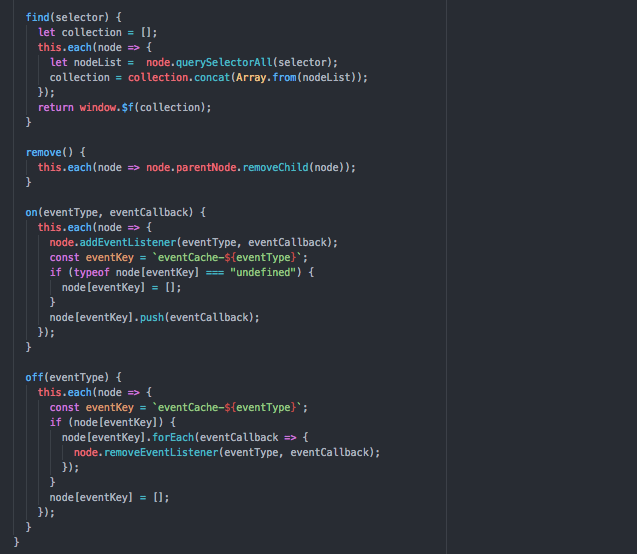 find(selector) {
let collection = [];
this.each(node => {
let nodeList =  node.querySelectorAll(selector);
collection = collection.concat(Array.from(nodeList));
});
return window.$f(collection);
}
remove() {
this.each(node => node.parentNode.removeChild(node));
}
on(eventType, eventCallback) {
this.each(node => {
node.addEventListener(eventType, eventCallback);
const eventKey = `eventCache-${eventType}`;
if (typeof node[eventKey] === "undefined") {
node[eventKey] = [];
}
node[eventKey].push(eventCallback);
});
}
off(eventType) {
this.each(node => {
const eventKey = `eventCache-${eventType}`;
if (node[eventKey]) {
node[eventKey].forEach(eventCallback => {
node.removeEventListener(eventType, eventCallback);
});
}
node[eventKey] = [];
});
}
}